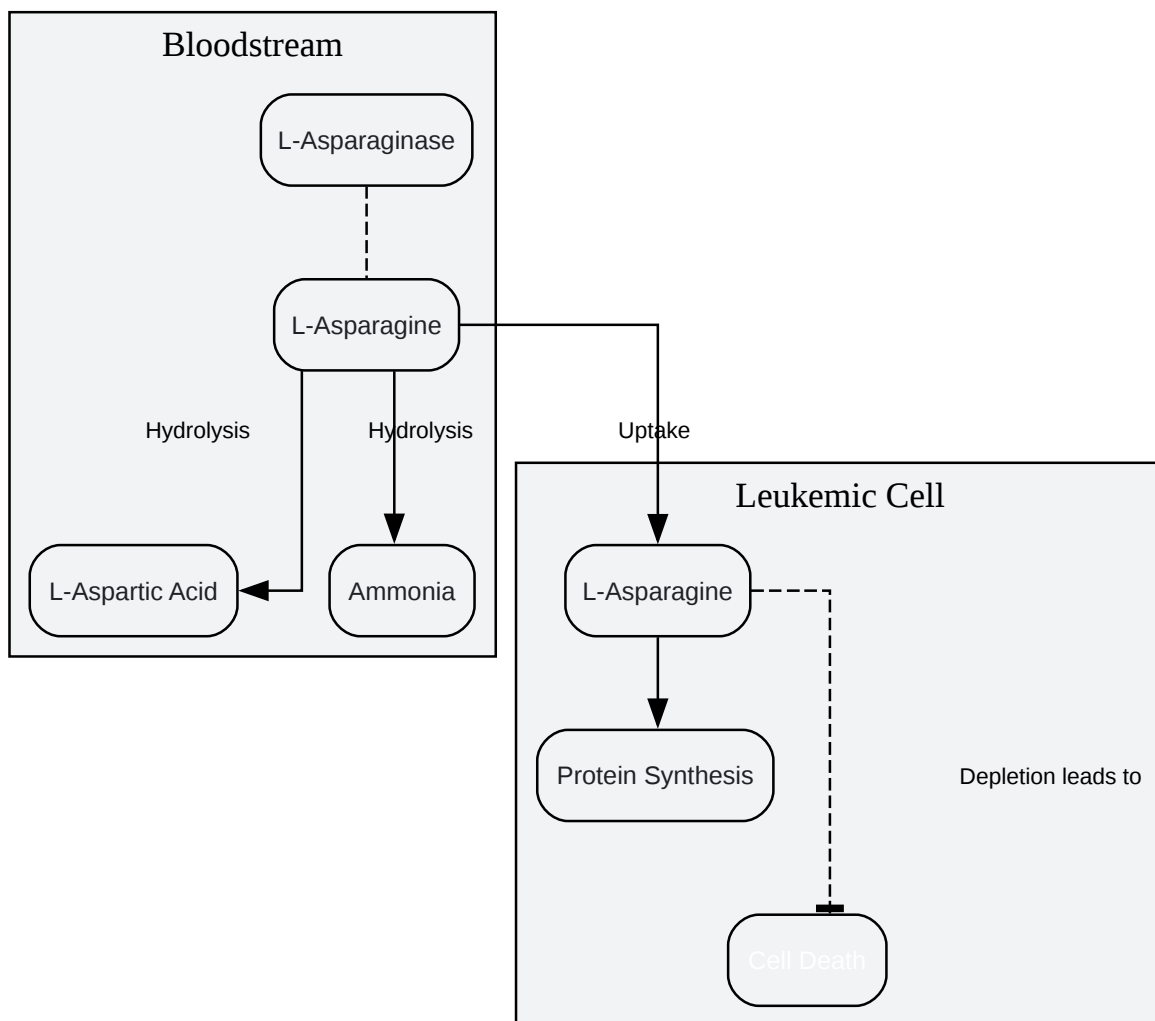 Bloodstream
L-Asparaginase
L-Asparagine
Hydrolysis
Hydrolysis
Uptake
Leukemic Cell
L-Aspartic Acid
Ammonia
L-Asparagine
Protein Synthesis
Depletion leads to
Cell Death